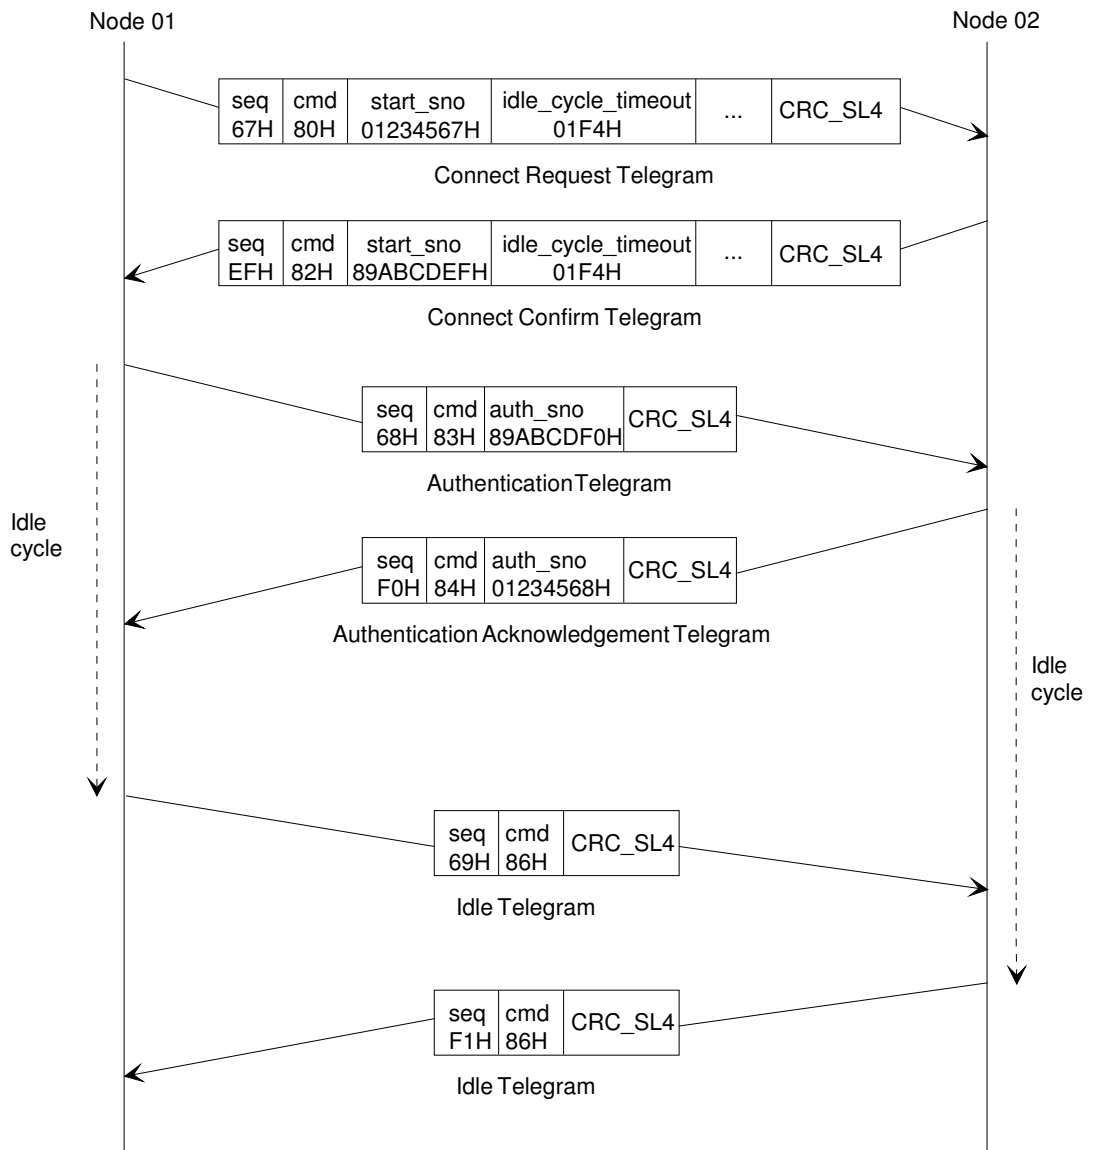 Node 01
Node 02
seq cmd start_sno idle_cycle_timeout ... CRC_SL4
67H 80H 01234567H 01F4H
Connect Request Telegram
seq cmd start_sno idle_cycle_timeout ... CRC_SL4
EFH 82H 89ABCDEFH 01F4H
Connect Confirm Telegram
seq cmd auth_sno CRC_SL4
68H 83H 89ABCDF0H
Authentication Telegram
Idle
cycle
seq cmd auth_sno CRC_SL4
F0H 84H 01234568H
Authentication Acknowledgement Telegram
Idle
cycle
seq cmd CRC_SL4
69H 86H
Idle Telegram
seq cmd CRC_SL4
F1H 86H
Idle Telegram